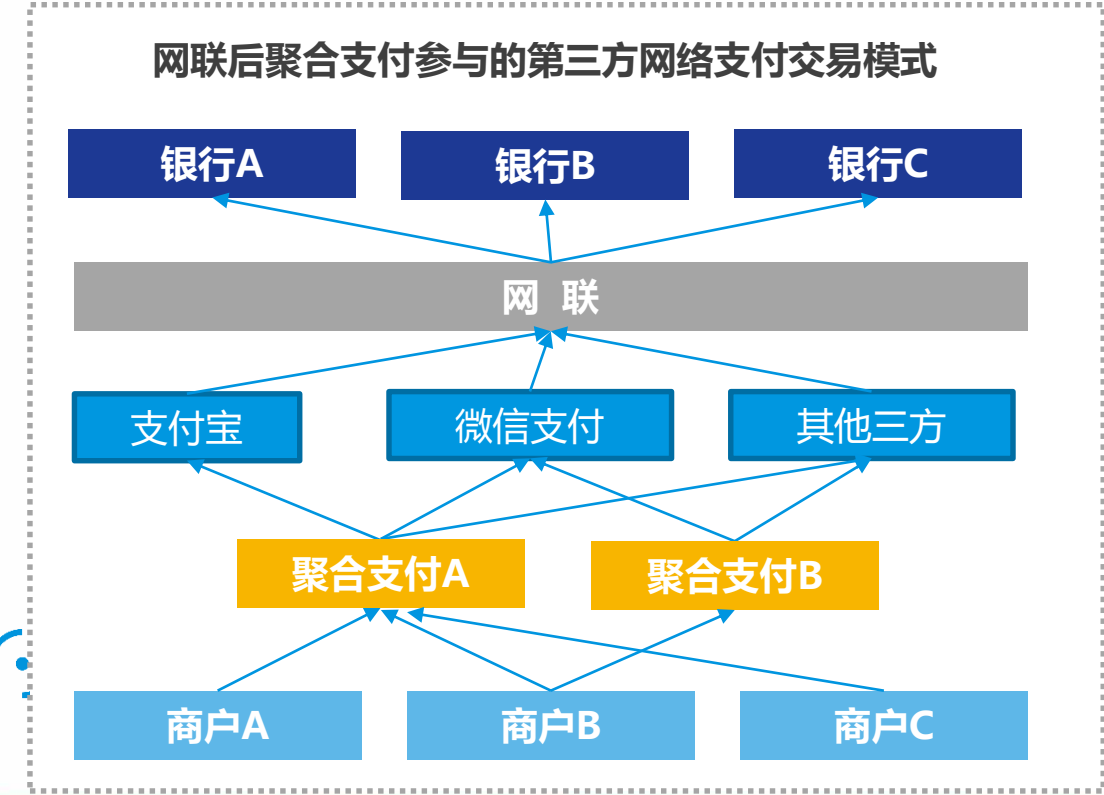 网联后聚合支付参与的第三方网络支付交易模式
银行A
银行B
银行C
网 联
支付宝
微信支付
其他三方
聚合支付A
聚合支付B
商户A
商户B
商户C